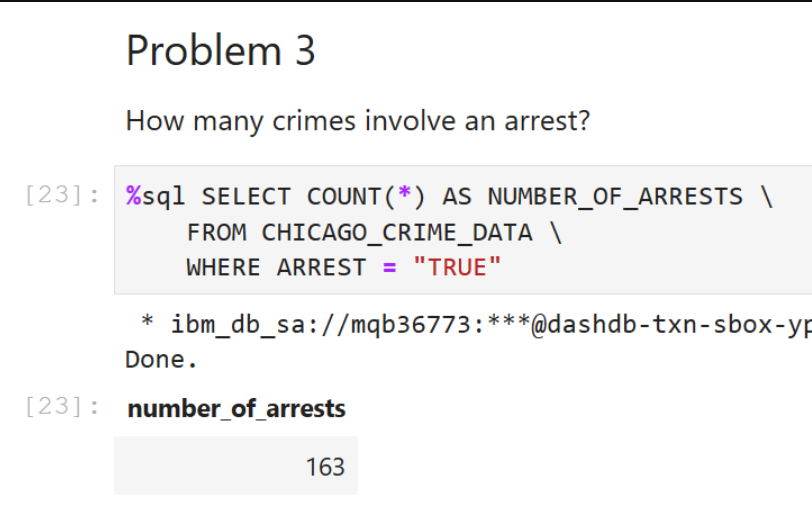 Problem 3
How many crimes involve an arrest?
[23]: %sql SELECT COUNT(*) AS NUMBER_OF_ARRESTS \
FROM CHICAGO_CRIME_DATA \
WHERE ARREST = "TRUE"
* ibm_db_sa://mqb36773:***@dashdb-txn-sbox-yp
Done.
[23]: number_of_arrests
163